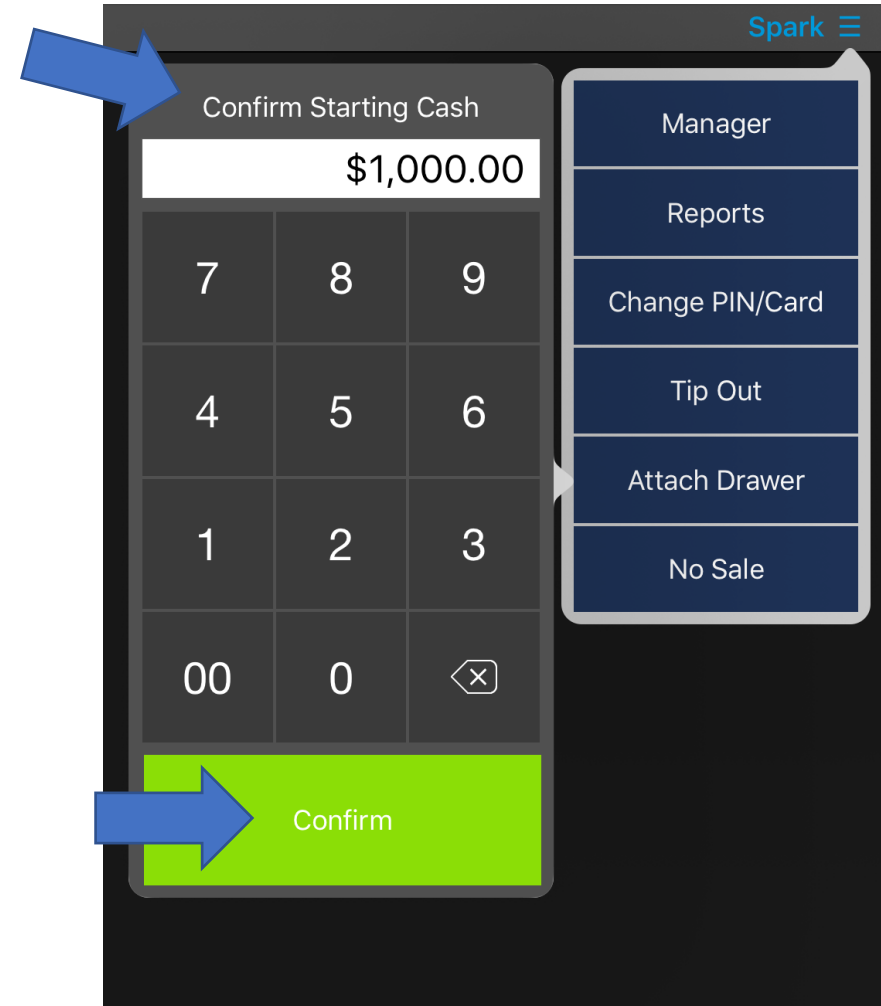 Spark ☰
Confirm Starting Cash
$1,000.00
7 8 9
4 5 6
1 2 3
00 0
Confirm
Manager
Reports
Change PIN/Card
Tip Out
Attach Drawer
No Sale